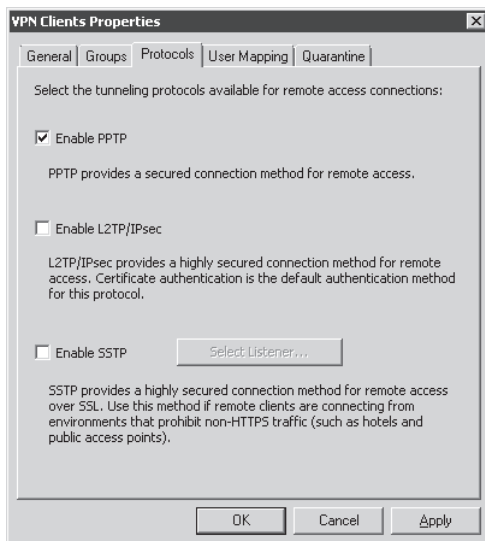 VPN Clients Properties
General Groups Protocols User Mapping Quarantine
Select the tunneling protocols available for remote access connections:
Enable PPTP
PPTP provides a secured connection method for remote access.
Enable L2TP/IPsec
L2TP/IPsec provides a highly secured connection method for remote
access. Certificate authentication is the default authentication method
for this protocol.
Enable SSTP Select Listener...
SSTP provides a highly secured connection method for remote access
over SSL. Use this method if remote clients are connecting from
environments that prohibit non-HTTPS traffic (such as hotels and
public access points).
OK Cancel Apply